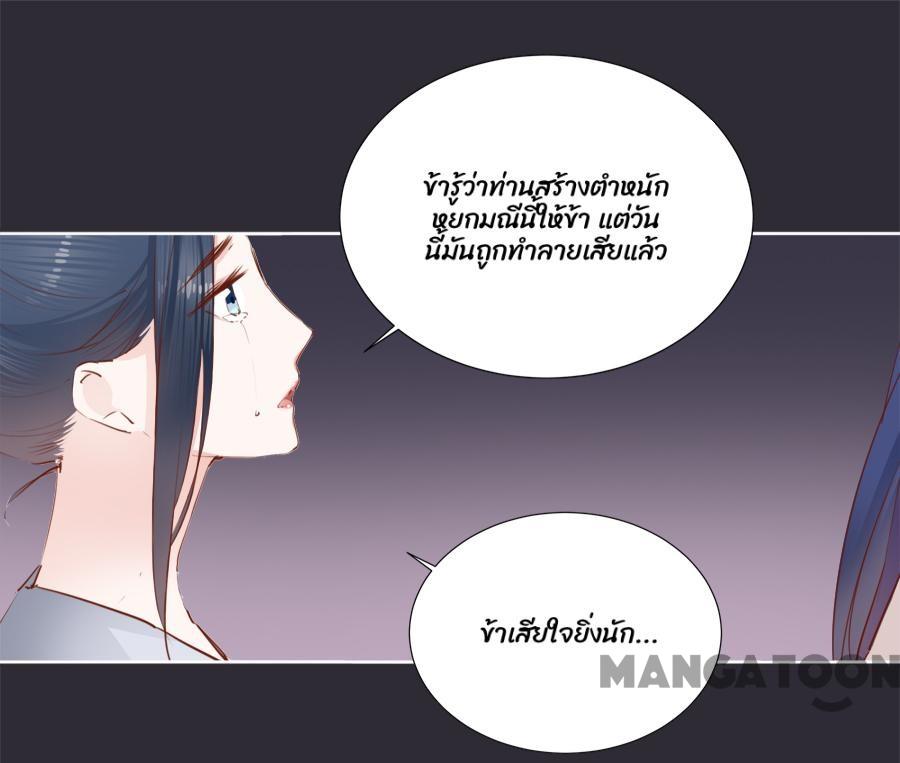 ข้ารู้ว่าท่านสร้างตำหนัก
หยกมณีนี้ให้ข้า แต่วัน
นี้มันถูกทำลายเสียแล้ว
ข้าเสียใจยิ่งนัก...
MANGATOON